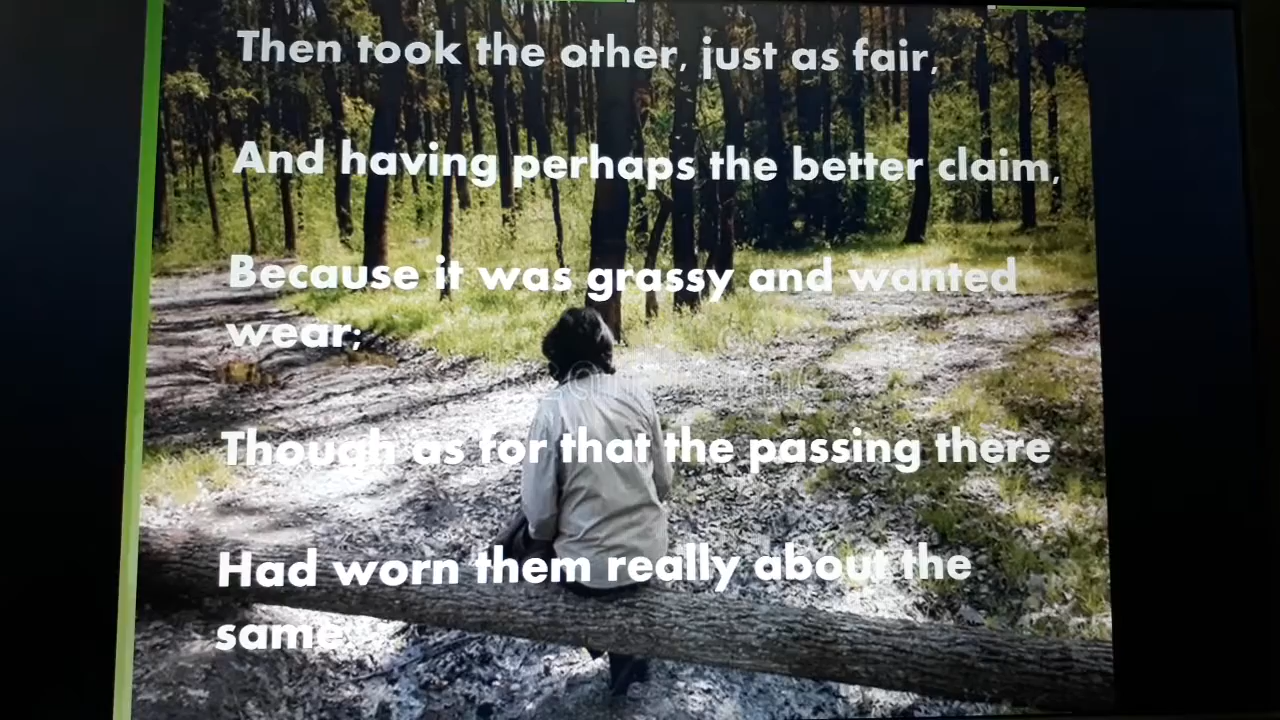 Then took the other, just as fair,
And having perhaps the better claim,
Because it was grassy and wanted
wear;
Though as for that the passing there
Had worn them really about the
same